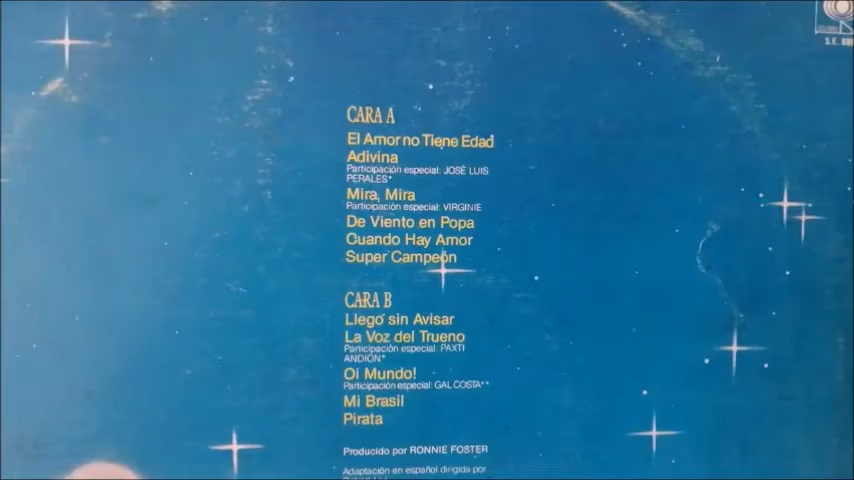 S.E.
CARA A
El Amor no Tiene Edad
Adivina
Participación especial: JOSÉ LUIS
PERALES*
Mira, Mira
Participación especial: VIRGINIE
De Viento en Popa
Cuando Hay Amor
Super Campeón
CARA B
Llegó sin Avisar
La Voz del Trueno
Participación especial: PAXTI
ANDIÓN*
Oi Mundo!
Participación especial: GAL COSTA**
Mi Brasil
Pirata
Producido por RONNIE FOSTER
Adaptación en español dirigida por